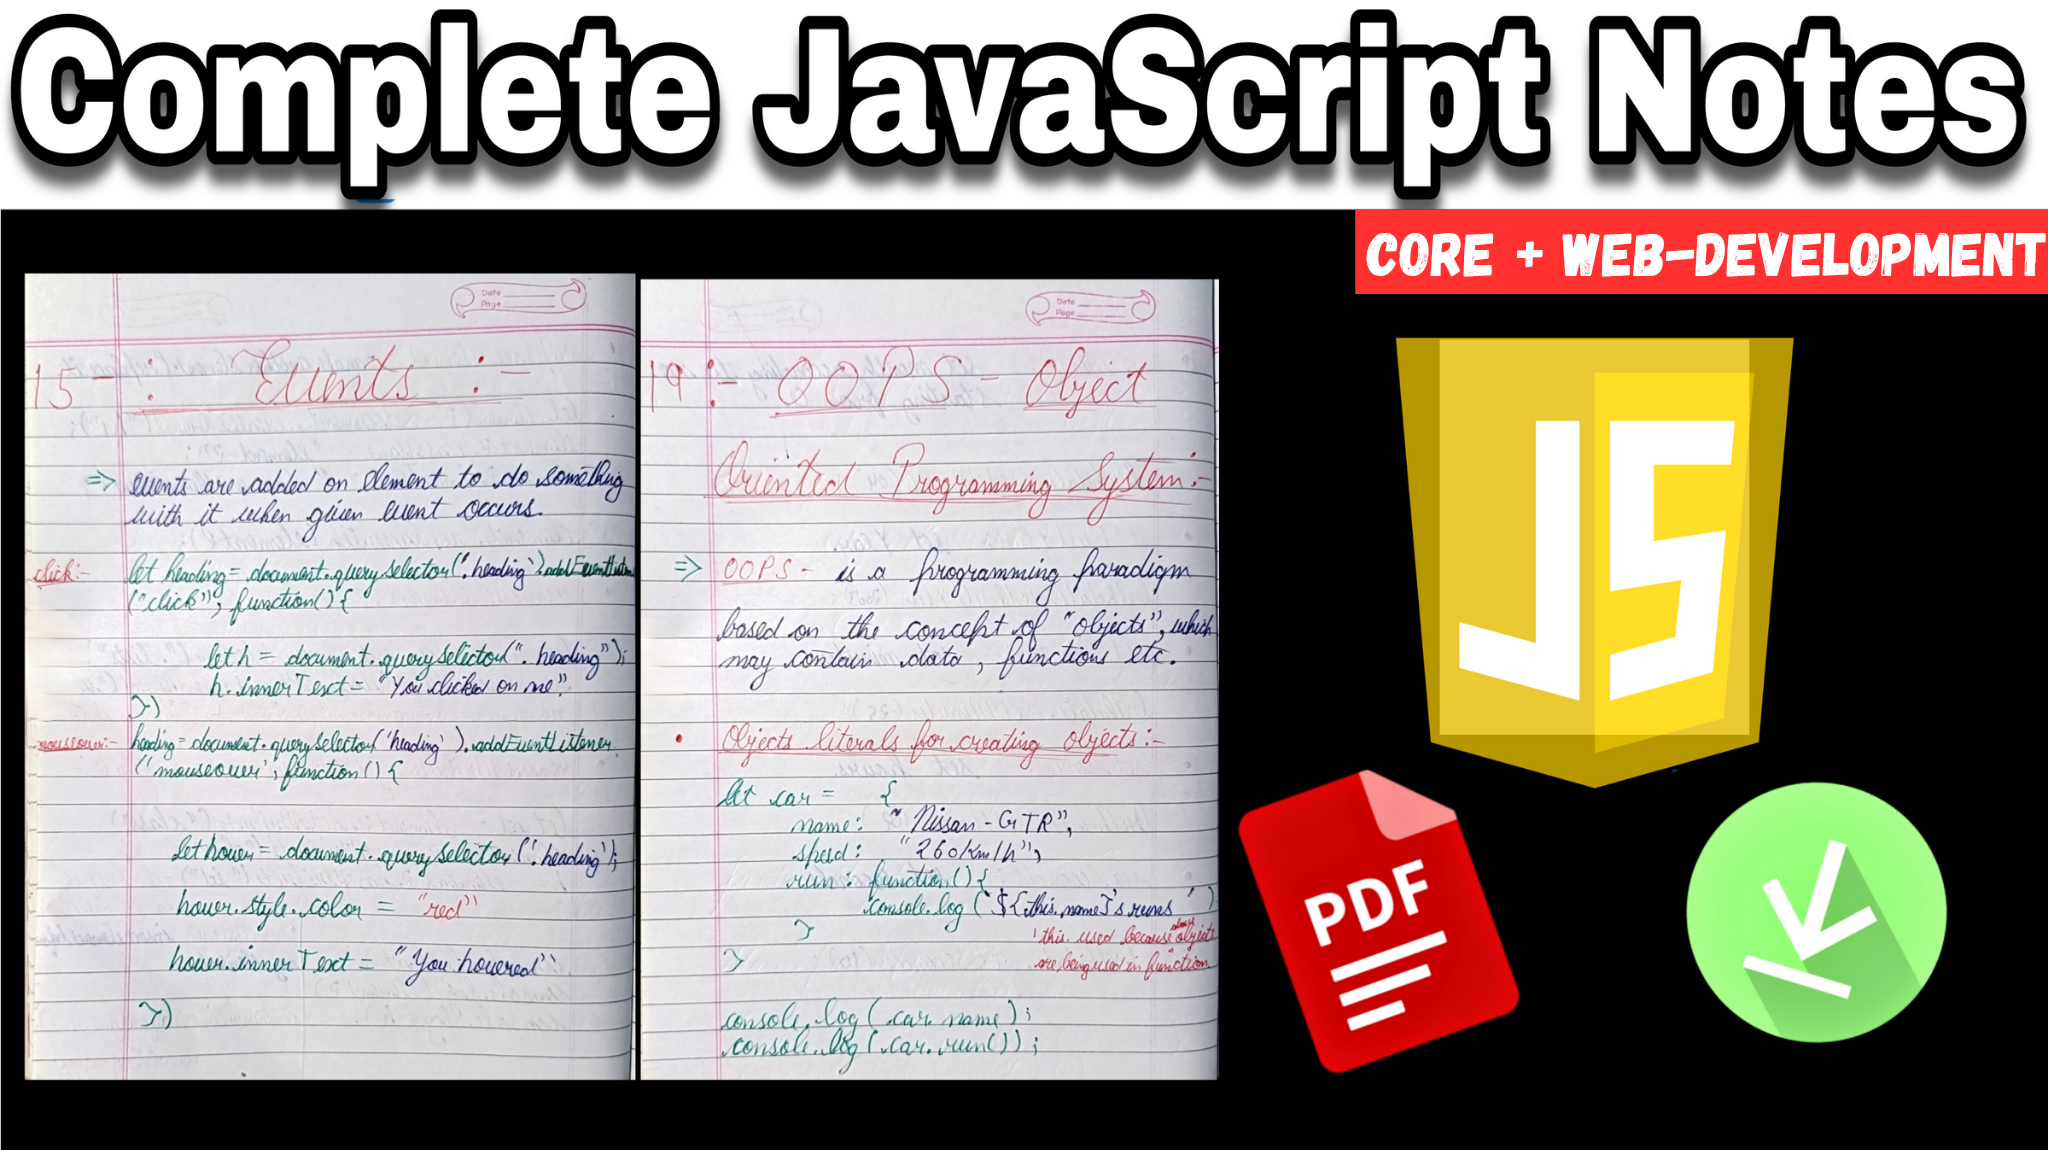 Complete JavaScript Notes
CORE + WEB-DEVELOPMENT
Date
Page
15 - : Events : -
=> events are added on element to do something
with it when given event occurs.
click:- let heading = document.queryselector('.heading').addEventListener
("click", function(){
let h = document.querySelector(".heading");
h.innerText = "You clicked on me".
})
mouseover:- heading = document.querySelector('heading').addEventListener
('mouseover', function(){
let hover = document.querySelector('.heading');
hover.style.color = "red"
hover.innerText = "You hovered"
})
Date
Page
19 :- OOPS - Object
Oriented Programming System:-
=> OOPS - is a programming paradigm
based on the concept of "objects", which
may contain data, functions etc.
• Objects literals for creating objects:-
let car = {
name: "Nissan - GTR",
speed: "260Km/h",
run: function(){
console.log(`${this.name}'s runs`)
}
'this. used because objects
are being used in function
}
console.log(car.name);
console.log(car.run());
JS
PDF